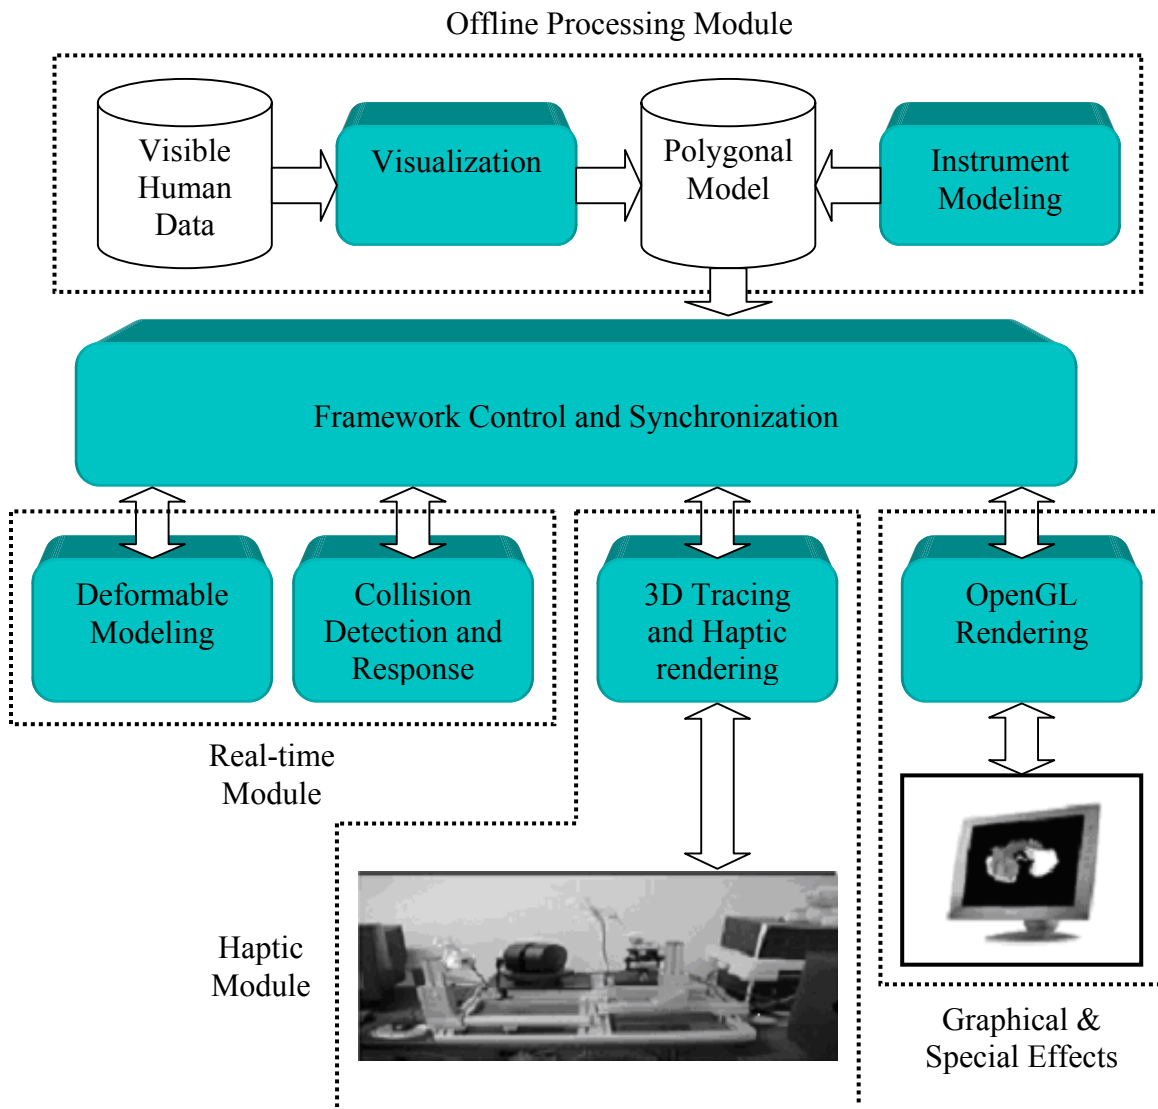 Offline Processing Module
Visible
Human
Data
Visualization
Polygonal
Model
Instrument
Modeling
Framework Control and Synchronization
Deformable
Modeling
Collision
Detection and
Response
3D Tracing
and Haptic
rendering
OpenGL
Rendering
Real-time
Module
Haptic
Module
Graphical &
Special Effects